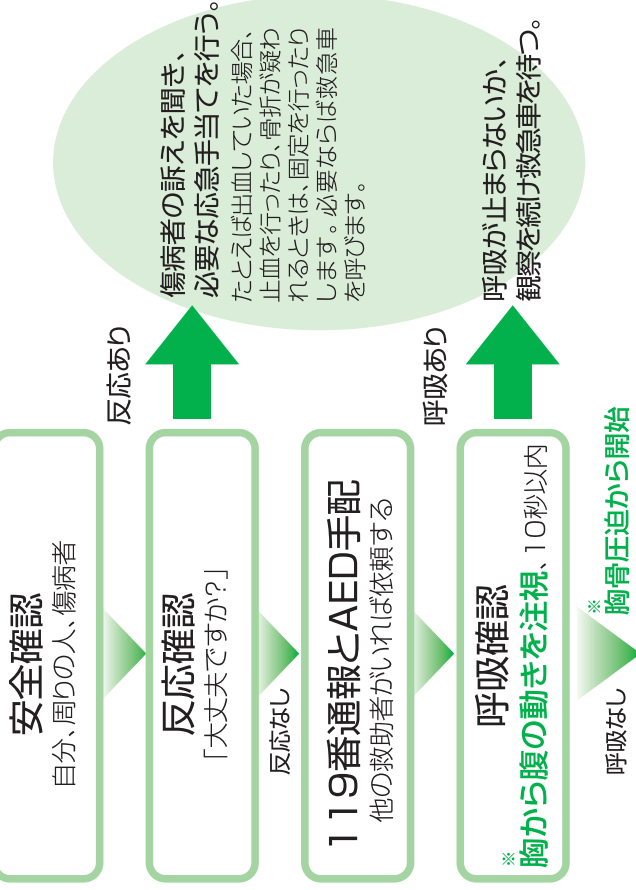 安全確認
自分、周りの人、傷病者
反応確認
「大丈夫ですか?」
反応あり
傷病者の訴えを聞き、
必要な応急手当てを行う。
たとえば出血していた場合、
止血を行ったり、骨折が疑わ
れるときは、固定を行ったり
します。必要ならば救急車
を呼びます。
反応なし
119番通報とAED手配
他の救助者がいれば依頼する
呼吸確認
※胸から腹の動きを注視、10秒以内
呼吸あり
呼吸が止まらないか、
観察を続け救急車を待つ。
呼吸なし
※胸骨圧迫から開始